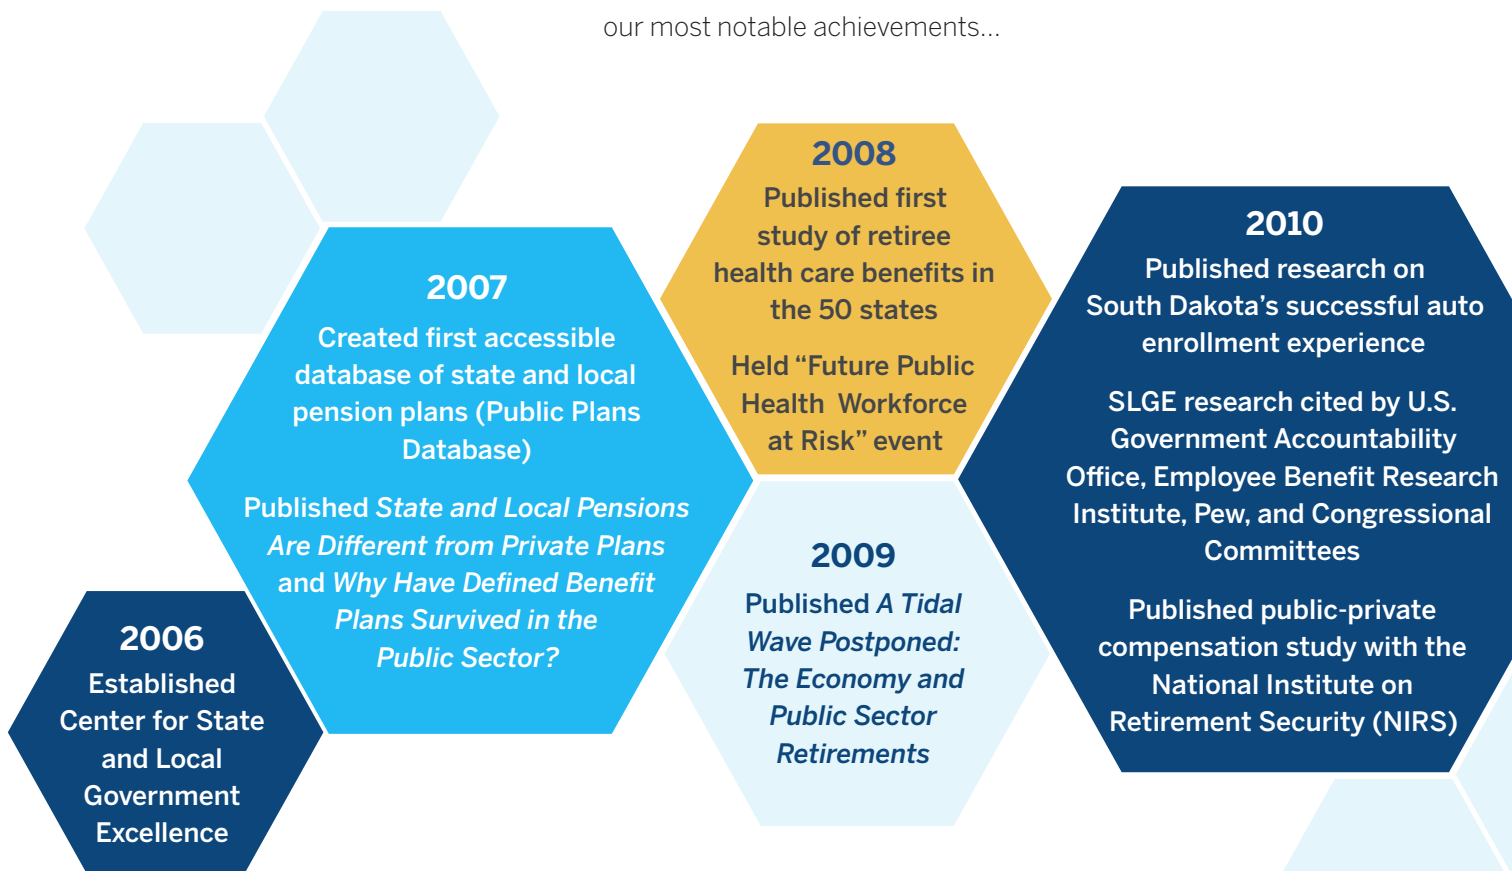 our most notable achievements...
2006
Established
Center for State
and Local
Government
Excellence
2007
Created first accessible
database of state and local
pension plans (Public Plans
Database)
Published State and Local Pensions
Are Different from Private Plans
and Why Have Defined Benefit
Plans Survived in the
Public Sector?
2008
Published first
study of retiree
health care benefits in
the 50 states
Held “Future Public
Health Workforce
at Risk” event
2009
Published A Tidal
Wave Postponed:
The Economy and
Public Sector
Retirements
2010
Published research on
South Dakota’s successful auto
enrollment experience
SLGE research cited by U.S.
Government Accountability
Office, Employee Benefit Research
Institute, Pew, and Congressional
Committees
Published public-private
compensation study with the
National Institute on
Retirement Security (NIRS)